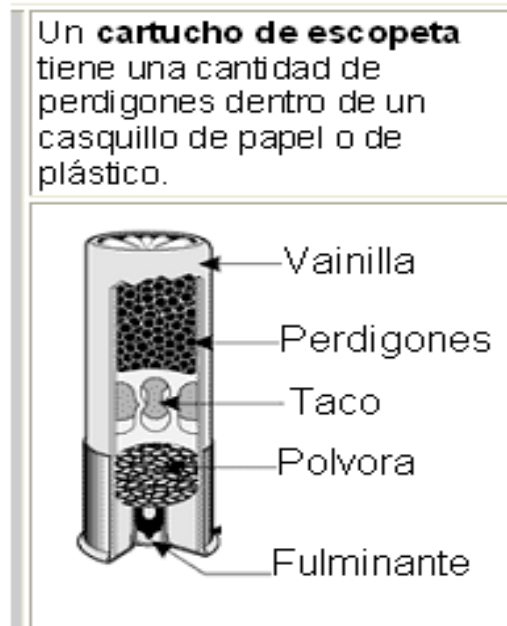 Un cartucho de escopeta
tiene una cantidad de
perdigones dentro de un
casquillo de papel o de
plástico.
Vainilla
Perdigones
Taco
Polvora
Fulminante